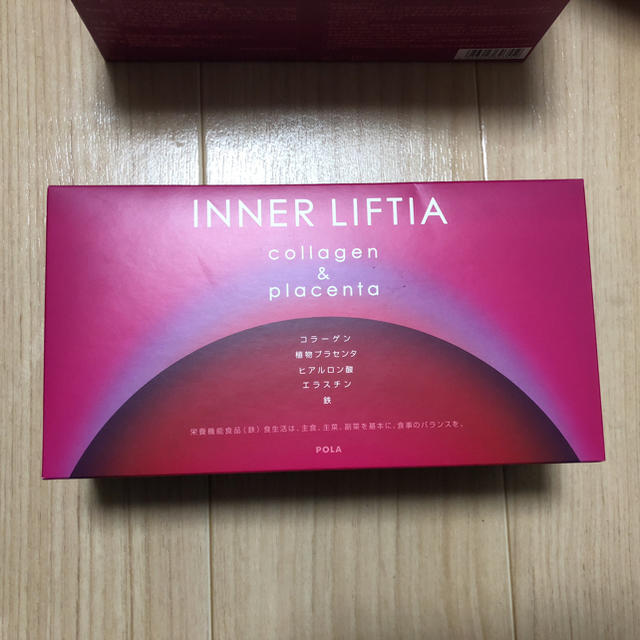 INNER LIFTIA
collagen
&
placenta
コラーゲン
植物プラセンタ
ヒアルロン酸
エラスチン
鉄
栄養機能食品(鉄) 食生活は、主食、主菜、副菜を基本に、食事のバランスを。
POLA